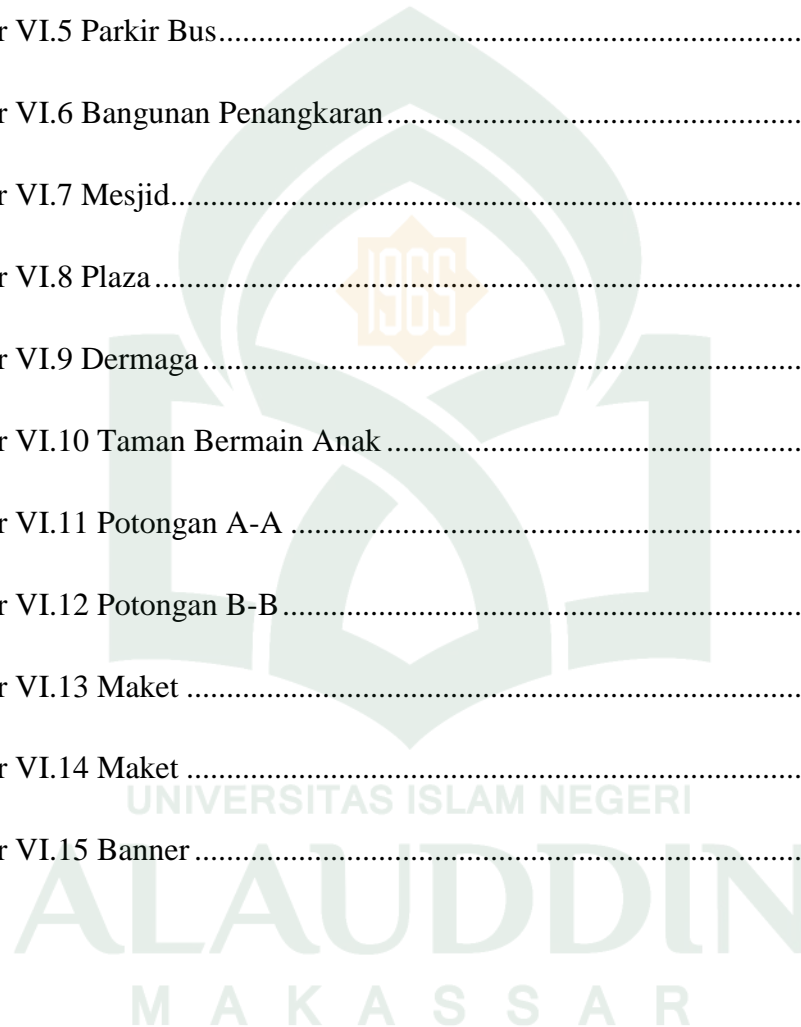 r VI.5 Parkir Bus..........................................................................
r VI.6 Bangunan Penangkaran.....................................................
r VI.7 Mesjid................................................................................
1965
r VI.8 Plaza..................................................................................
r VI.9 Dermaga............................................................................
r VI.10 Taman Bermain Anak.....................................................
r VI.11 Potongan A-A.................................................................
r VI.12 Potongan B-B..................................................................
r VI.13 Maket..............................................................................
r VI.14 Maket..............................................................................
UNIVERSITAS ISLAM NEGERI
r VI.15 Banner.............................................................................
ALAUDDIN
MAKASSAR